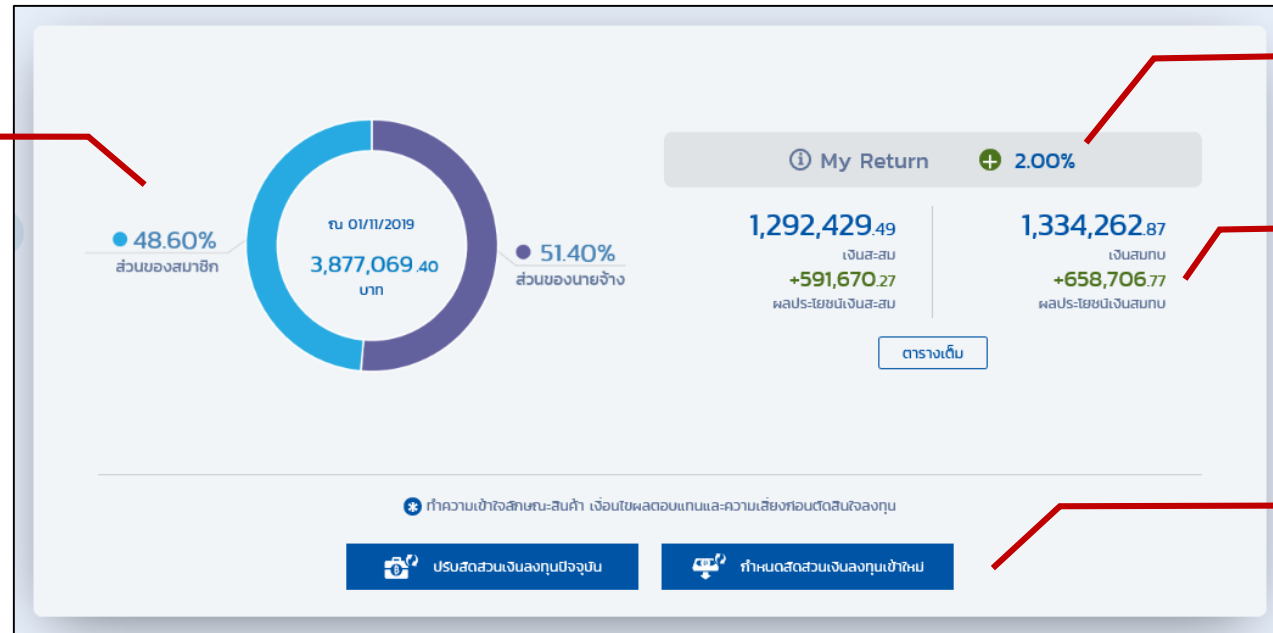 My Return 2.00%
ณ 01/11/2019
3,877,069.40
บาท
48.60%
ส่วนของสมาชิก
51.40%
ส่วนของนายจ้าง
1,292,429.49
เงินสะสม
+591,670.27
ผลประโยชน์เงินสะสม
1,334,262.87
เงินสมทบ
+658,706.77
ผลประโยชน์เงินสมทบ
ตารางเต็ม
ทำความเข้าใจลักษณะสินค้า เงื่อนไขผลตอบแทนและความเสี่ยงก่อนตัดสินใจลงทุน
ปรับสัดส่วนเงินลงทุนปัจจุบัน
กำหนดสัดส่วนเงินลงทุนเข้าใหม่